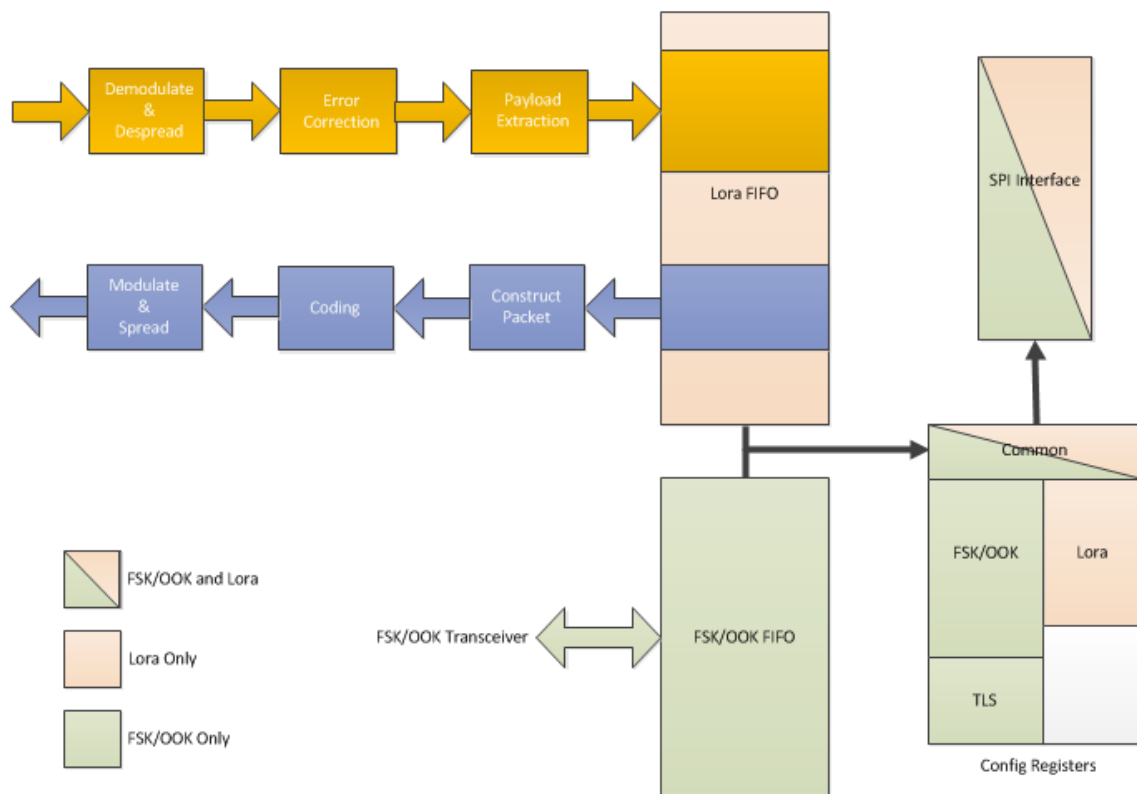 Demodulate
&
Despread
Error
Correction
Payload
Extraction
Lora FIFO
SPI Interface
Modulate
&
Spread
Coding
Construct
Packet
Common
FSK/OOK
Lora
TLS
Config Registers
FSK/OOK and Lora
Lora Only
FSK/OOK Only
FSK/OOK Transceiver
FSK/OOK FIFO